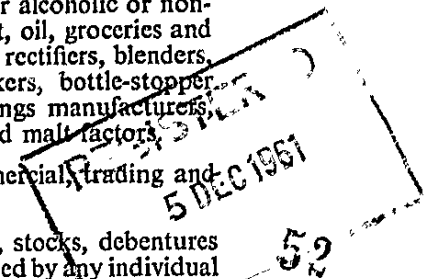 r alcoholic or non-
t, oil, groceries and
rectifiers, blenders,
kers, bottle-stopper
ngs manufacturers,
d malt factors,
REGISTERED
mercial, trading and
5 DEC 1961
, stocks, debentures
52
ed by any individual